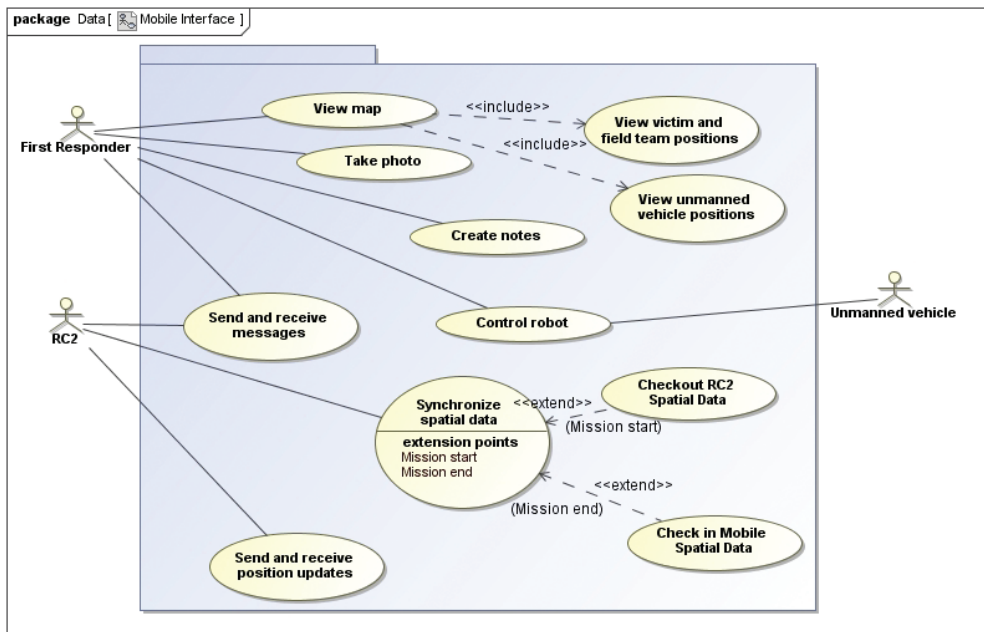 package Data [ Mobile Interface ]
View map
<<include>>
View victim and
field team positions
First Responder
<<include>>
Take photo
View unmanned
vehicle positions
Create notes
Send and receive
messages
Control robot
Unmanned vehicle
RC2
Synchronize
spatial data
extension points
Mission start
Mission end
<<extend>>
(Mission start)
Checkout RC2
Spatial Data
<<extend>>
(Mission end)
Check in Mobile
Spatial Data
Send and receive
position updates